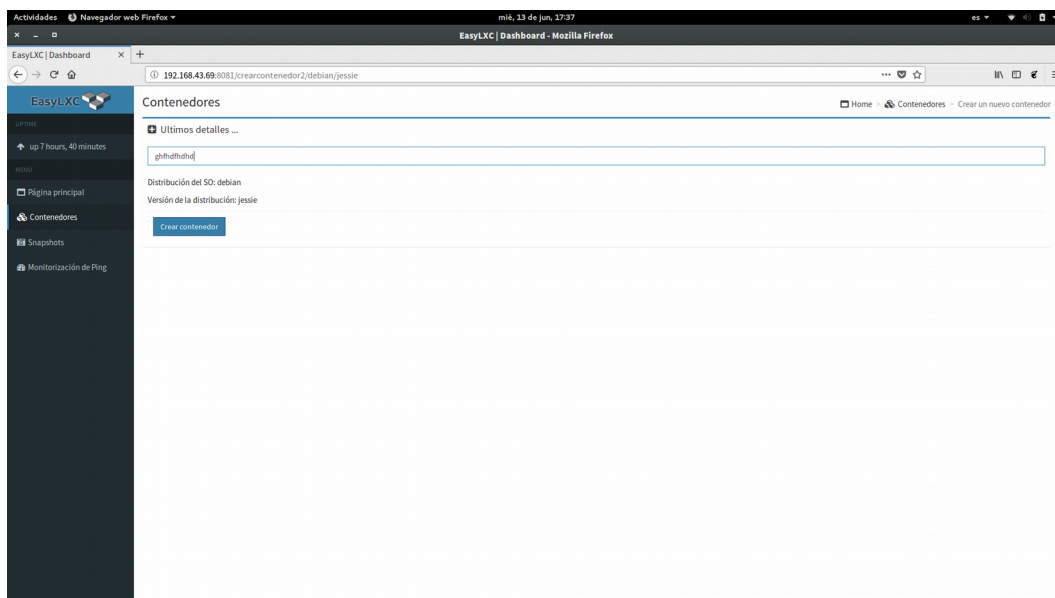 Actividades Navegador web Firefox mié, 13 de jun, 17:37 es
EasyLXC | Dashboard - Mozilla Firefox
EasyLXC | Dashboard × +
192.168.43.69:8081/crearcontenedor2/debian/jessie
EasyLXC
Contenedores
Home > Contenedores > Crear un nuevo contenedor
UPTIME
up 7 hours, 40 minutes
MENÚ
Página principal
Contenedores
Snapshots
Monitorización de Ping
Ultimos detalles ...
ghfhdfhdhd
Distribución del SO: debian
Versión de la distribución: jessie
Crear contenedor